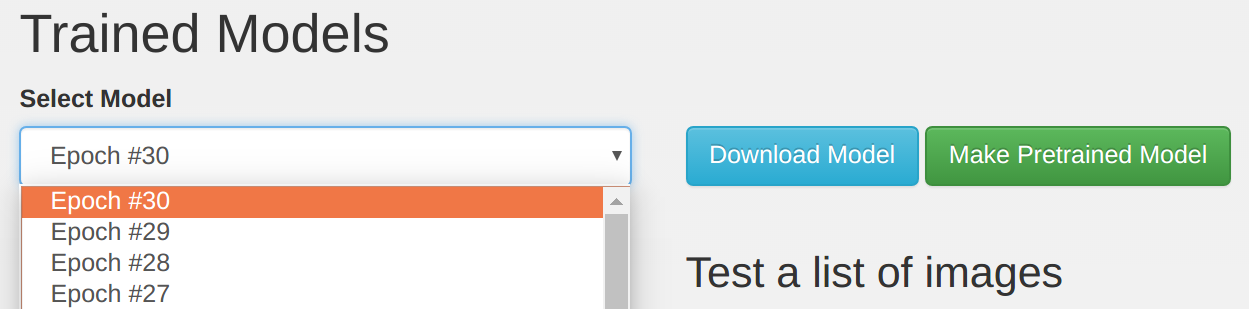 Trained Models
Select Model
Epoch #30
Download Model
Make Pretrained Model
Epoch #30
Epoch #29
Epoch #28
Epoch #27
Test a list of images